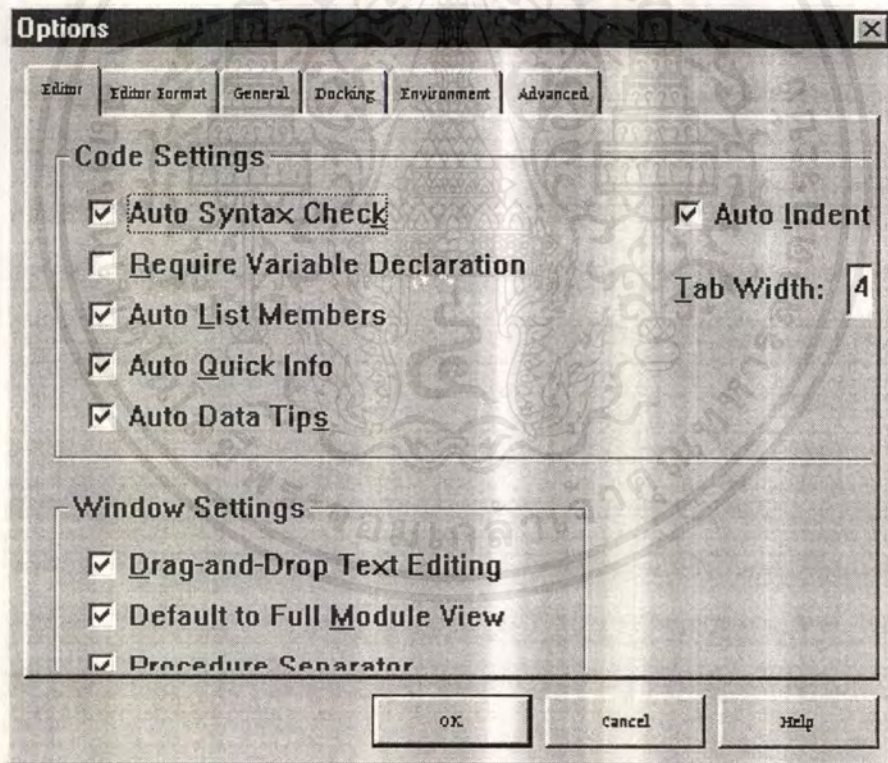 Options
Editor Editor Format General Docking Environment Advanced
Code Settings
Auto Syntax Check
Auto Indent
Require Variable Declaration
Tab Width: 4
Auto List Members
Auto Quick Info
Auto Data Tips
Window Settings
Drag-and-Drop Text Editing
Default to Full Module View
Procedure Separator
OK Cancel Help